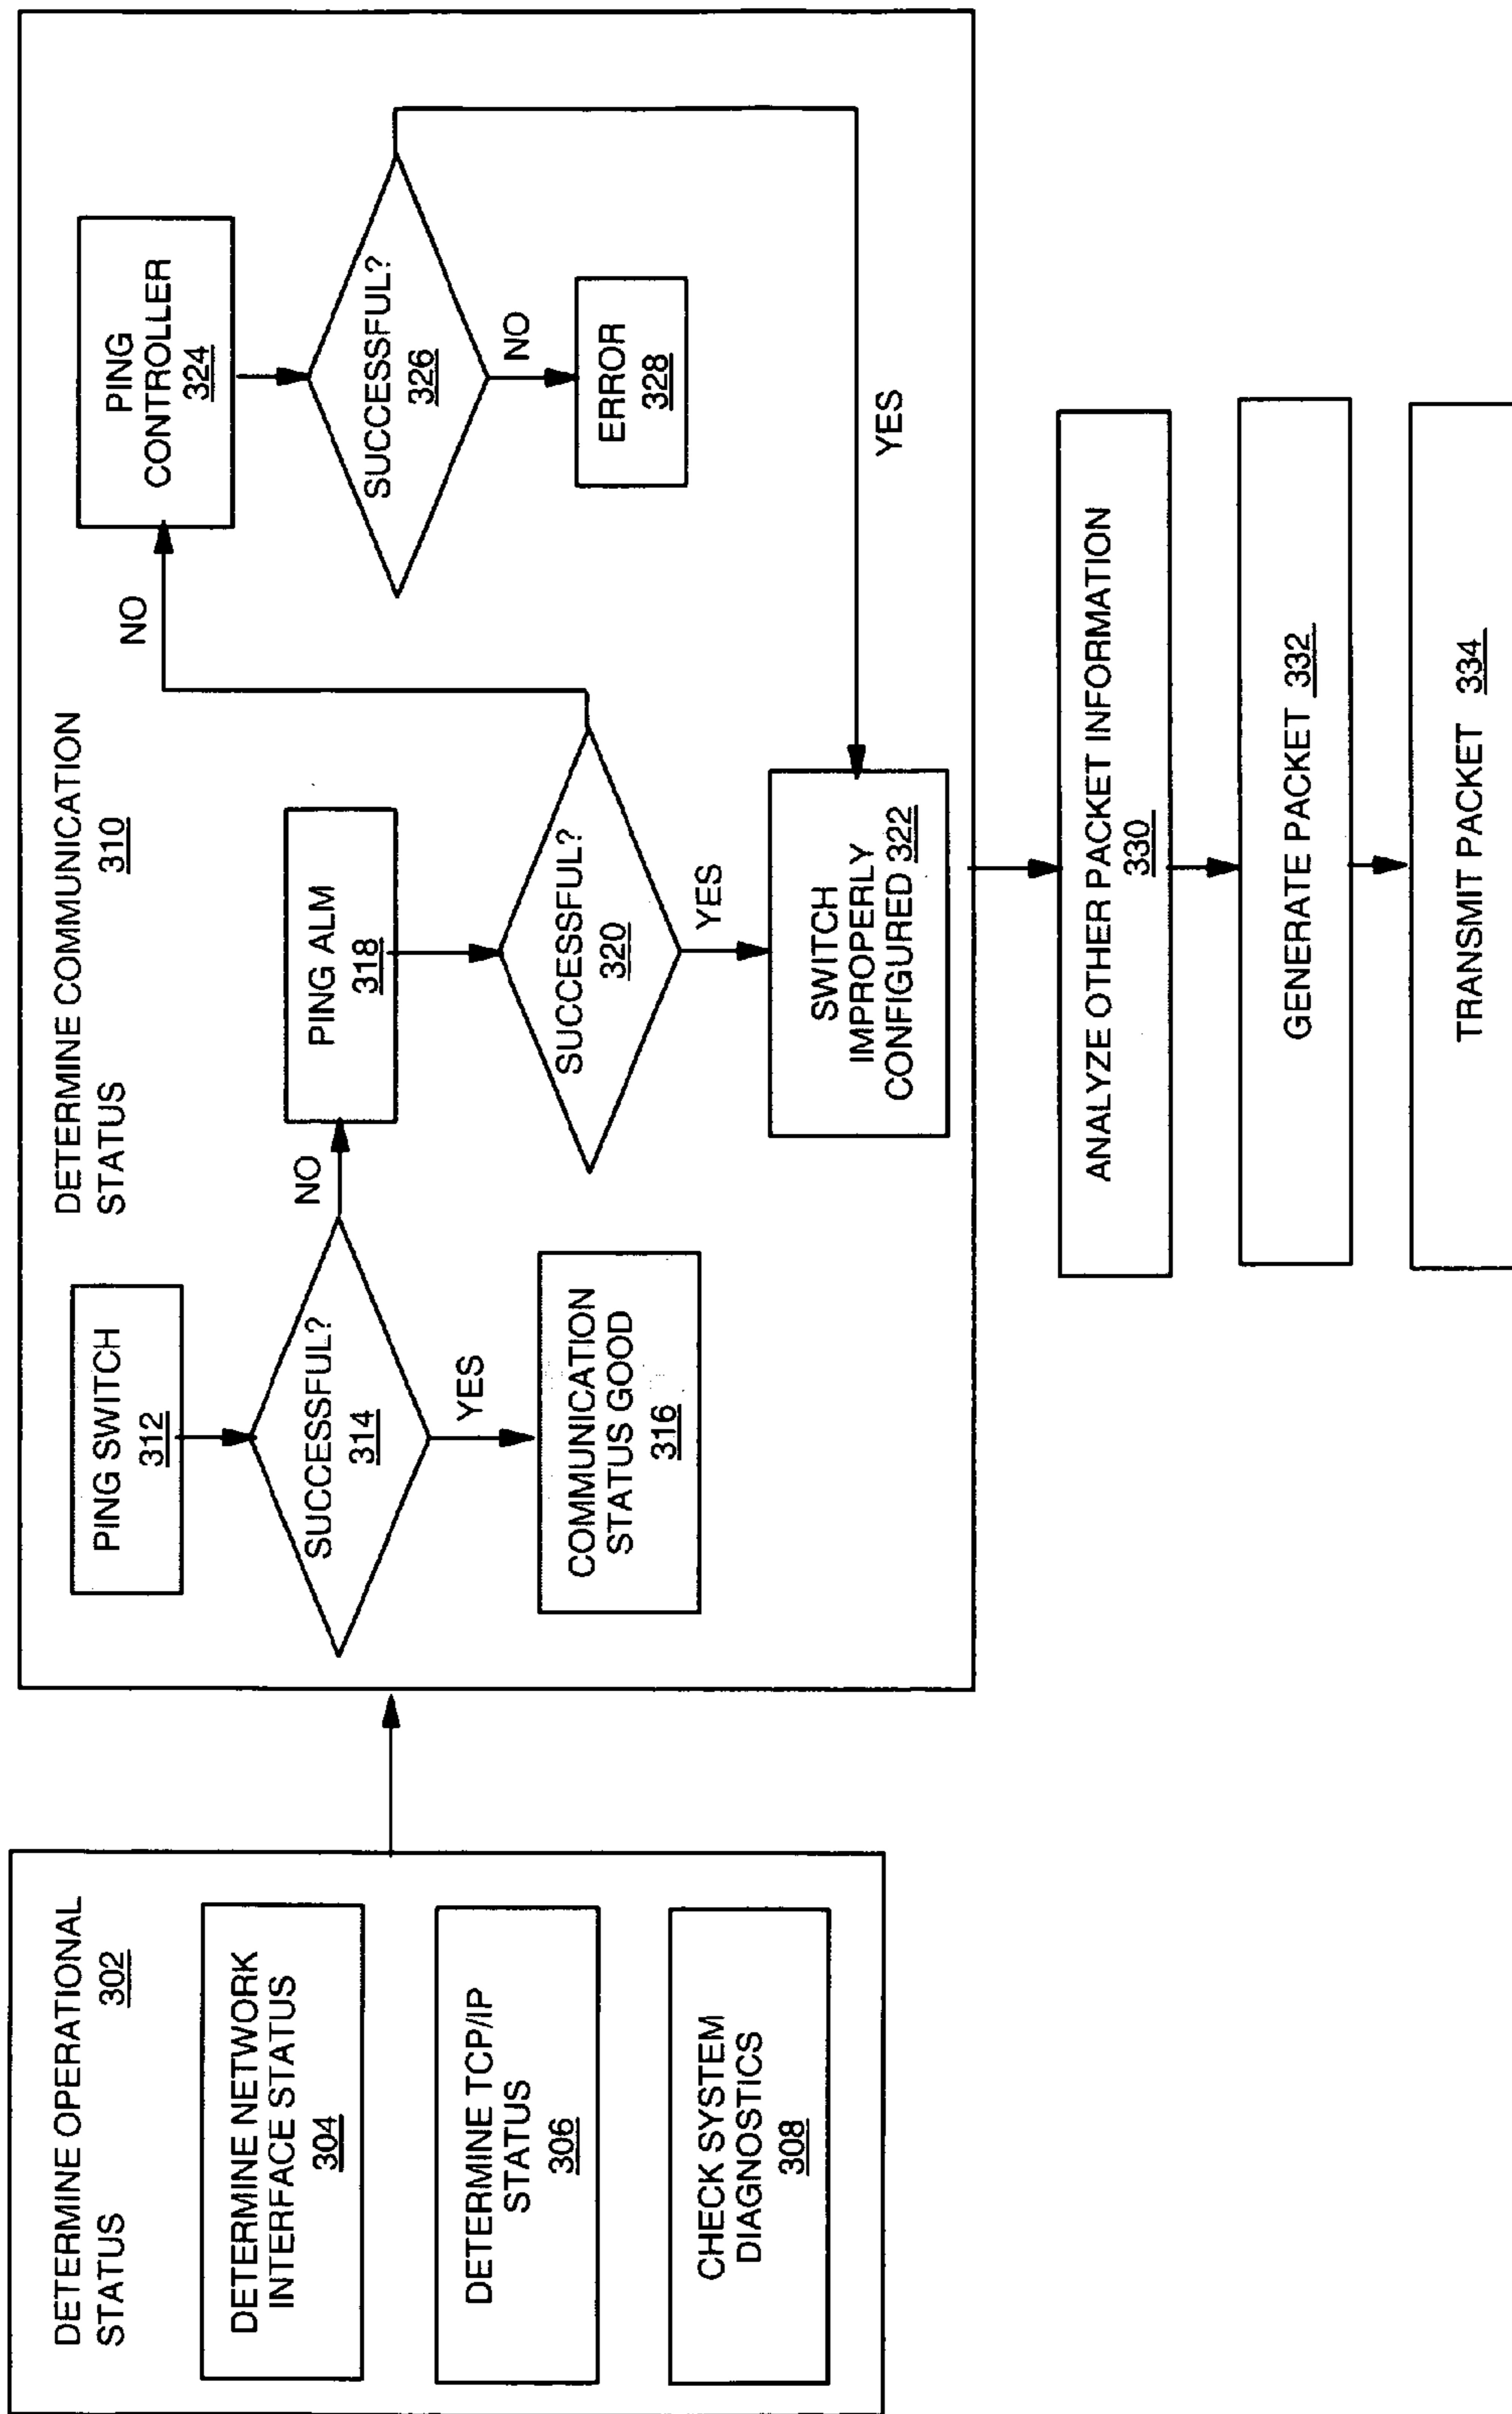 DETERMINE OPERATIONAL
STATUS 302
DETERMINE NETWORK
INTERFACE STATUS
304
DETERMINE TCP/IP
STATUS
306
CHECK SYSTEM
DIAGNOSTICS
308
DETERMINE COMMUNICATION
STATUS 310
PING SWITCH
312
SUCCESSFUL?
314
NO
YES
COMMUNICATION
STATUS GOOD
316
PING ALM
318
SUCCESSFUL?
320
NO
YES
SWITCH
IMPROPERLY
CONFIGURED 322
PING
CONTROLLER
324
SUCCESSFUL?
326
NO
ERROR
328
YES
ANALYZE OTHER PACKET INFORMATION
330
GENERATE PACKET 332
TRANSMIT PACKET 334